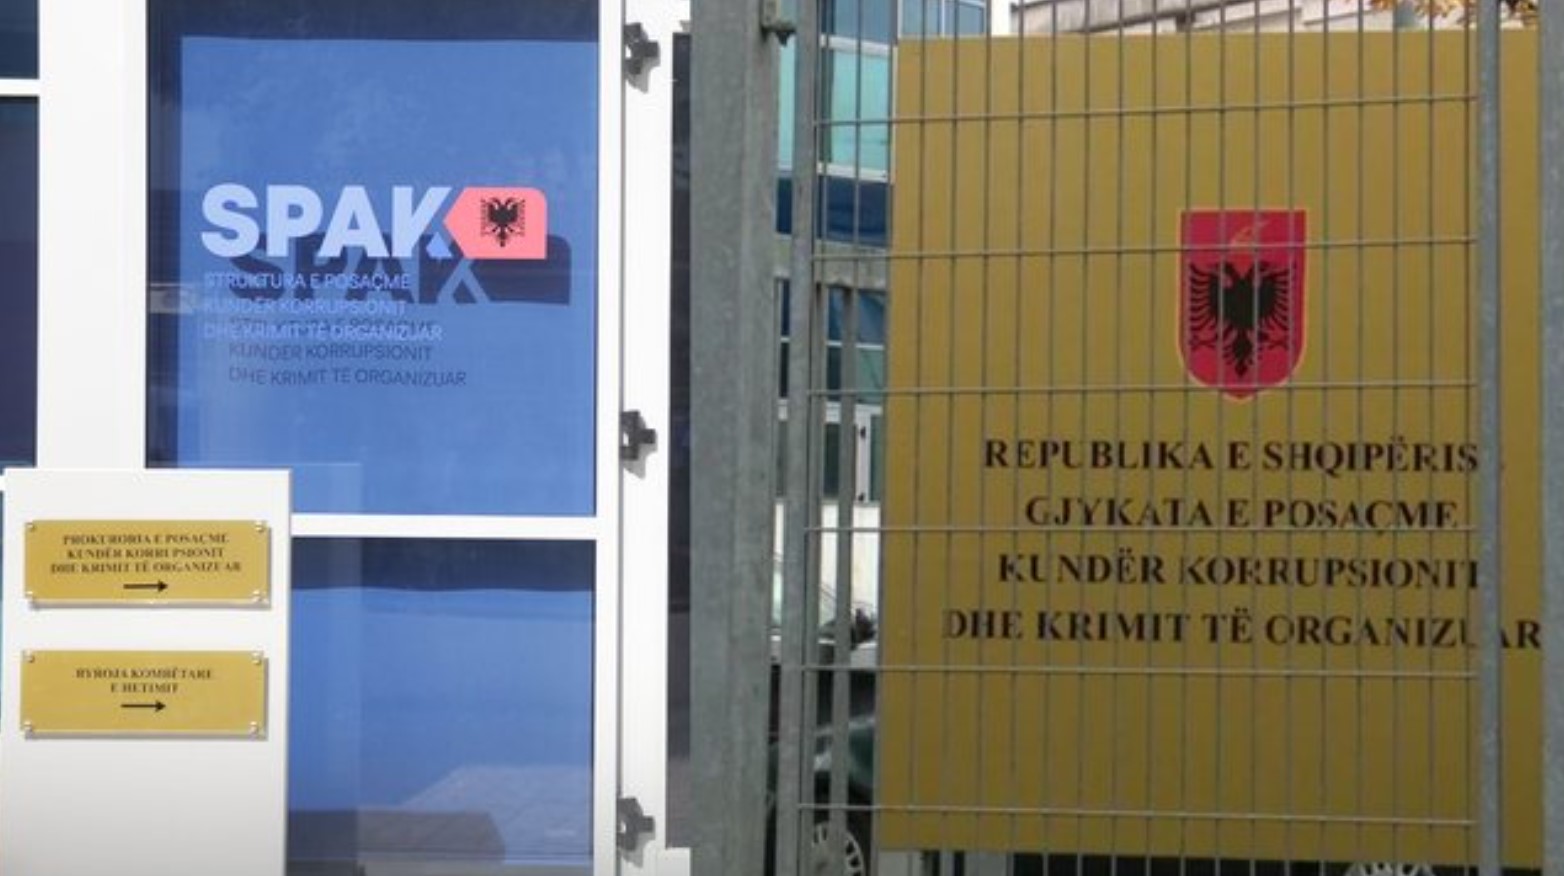 SPAK
STRUKTURA E POSAÇME
KUNDËR KORRUPSIONIT
DHE KRIMIT TË ORGANIZUAR
KUNDËR KORRUPSIONIT
DHE KRIMIT TË ORGANIZUAR
PROKURORIA E POSAÇME
KUNDËR KORRUPSIONIT
DHE KRIMIT TË ORGANIZUAR
BYROJA KOMBËTARE
E HETIMIT
REPUBLIKA E SHQIPËRIS
GJYKATA E POSAÇME
KUNDËR KORRUPSIONIT
DHE KRIMIT TË ORGANIZUAR